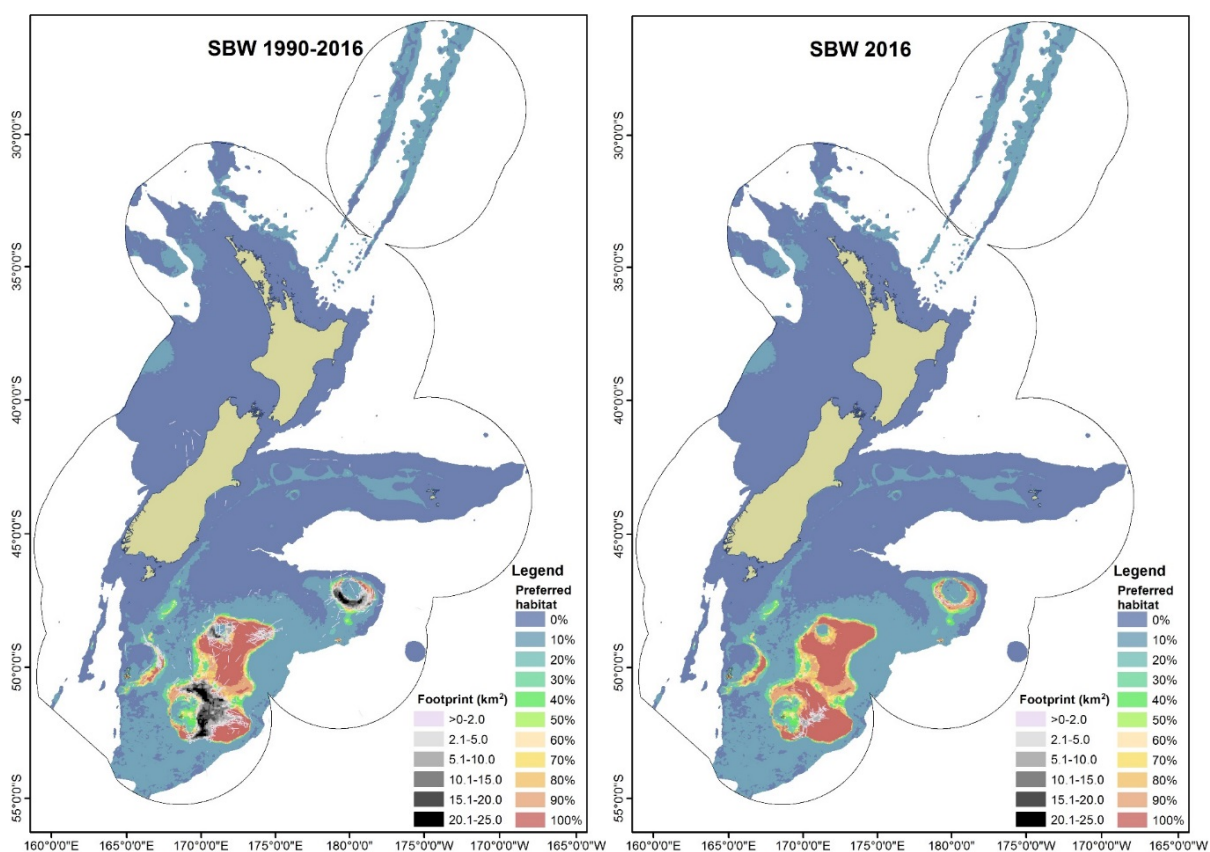 SBW 1990-2016
30°0'0"S
35°0'0"S
40°0'0"S
45°0'0"S
50°0'0"S
55°0'0"S
Legend
Preferred
habitat
0%
10%
20%
30%
40%
50%
60%
70%
80%
90%
100%
Footprint (km²)
>0-2.0
2.1-5.0
5.1-10.0
10.1-15.0
15.1-20.0
20.1-25.0
160°0'0"E 165°0'0"E 170°0'0"E 175°0'0"E 180°0'0" 175°0'0"W 170°0'0"W 165°0'0"W
SBW 2016
30°0'0"S
35°0'0"S
40°0'0"S
45°0'0"S
50°0'0"S
55°0'0"S
Legend
Preferred
habitat
0%
10%
20%
30%
40%
50%
60%
70%
80%
90%
100%
Footprint (km²)
>0-2.0
2.1-5.0
5.1-10.0
10.1-15.0
15.1-20.0
20.1-25.0
160°0'0"E 165°0'0"E 170°0'0"E 175°0'0"E 180°0'0" 175°0'0"W 170°0'0"W 165°0'0"W